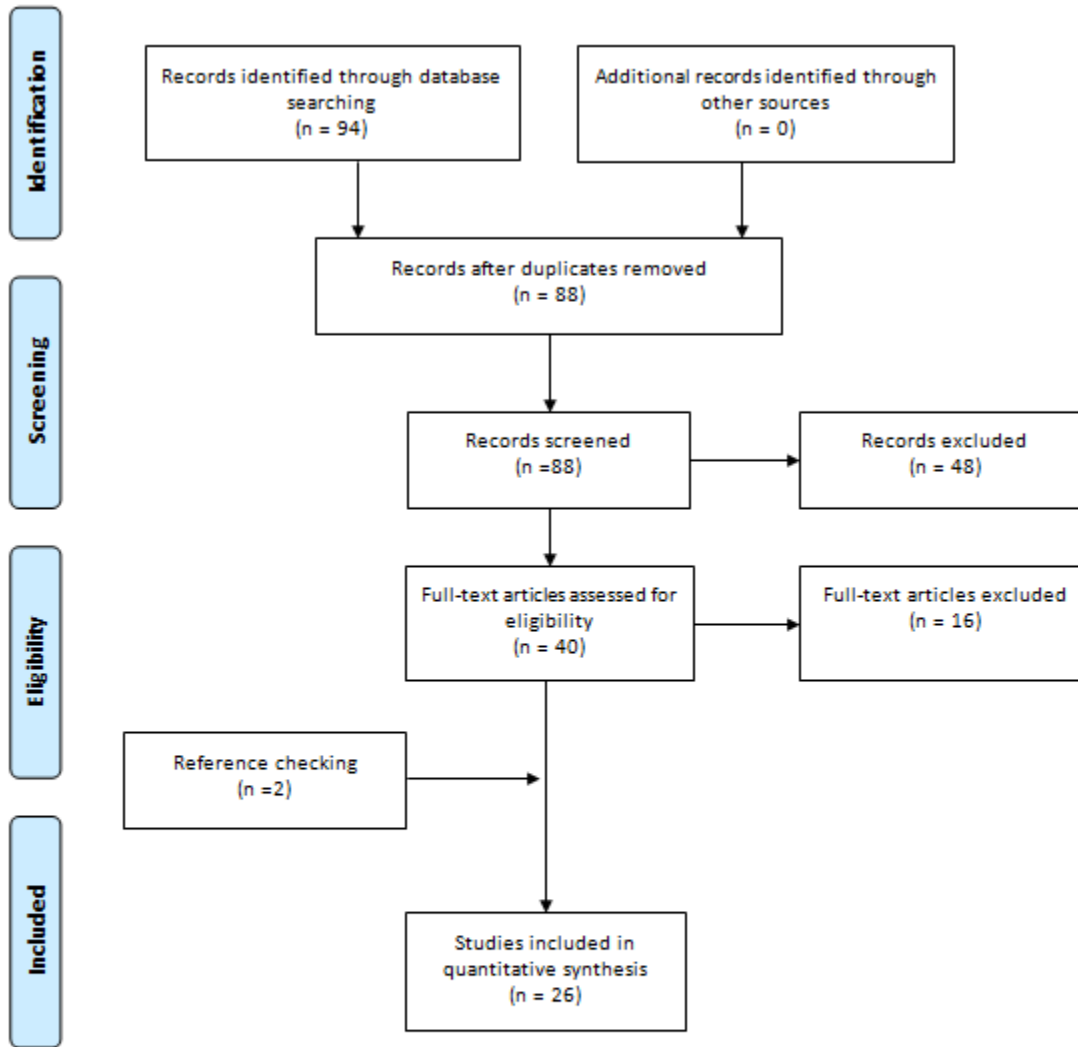 Identification
Records identified through database
searching
(n = 94)
Additional records identified through
other sources
(n = 0)
Records after duplicates removed
(n = 88)
Screening
Records screened
(n =88)
Records excluded
(n = 48)
Eligibility
Full-text articles assessed for
eligibility
(n = 40)
Full-text articles excluded
(n = 16)
Reference checking
(n =2)
Included
Studies included in
quantitative synthesis
(n = 26)